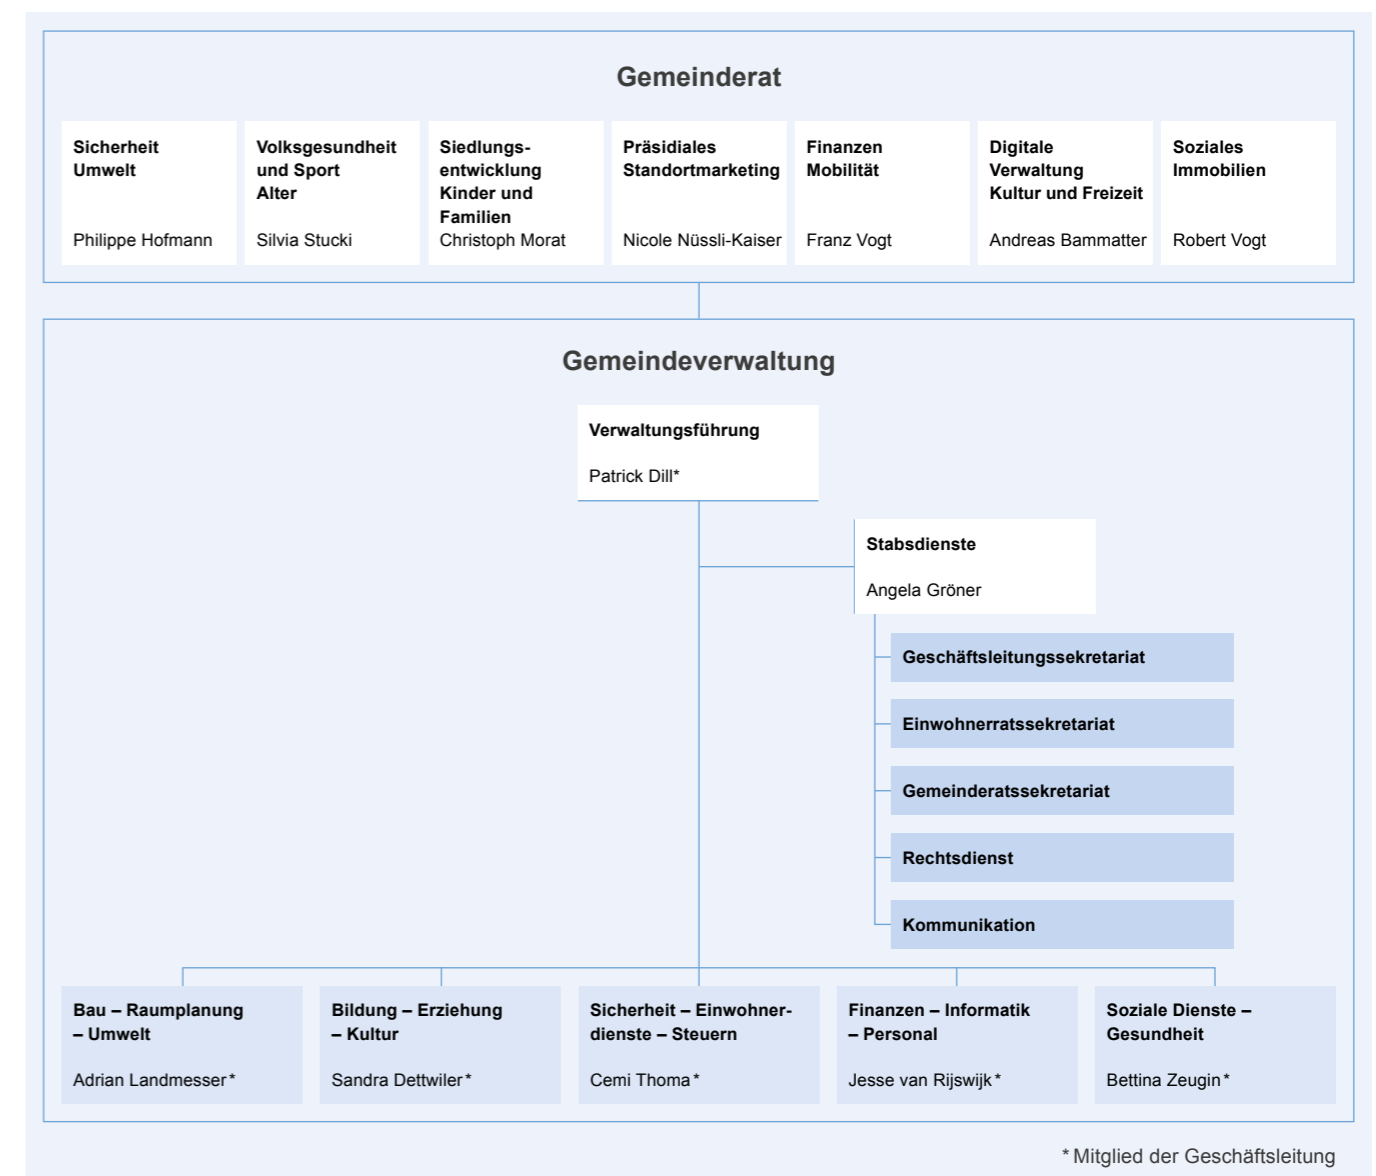 Gemeinderat
Sicherheit
Umwelt
Philippe Hofmann
Volksgesundheit
und Sport
Alter
Silvia Stucki
Siedlungs-
entwicklung
Kinder und
Familien
Christoph Morat
Präsidiales
Standortmarketing
Nicole Nüssli-Kaiser
Finanzen
Mobilität
Franz Vogt
Digitale
Verwaltung
Kultur und Freizeit
Andreas Bammatter
Soziales
Immobilien
Robert Vogt
Gemeindeverwaltung
Verwaltungsführung
Patrick Dill*
Stabsdienste
Angela Gröner
Geschäftsleitungssekretariat
Einwohnerratssekretariat
Gemeinderatssekretariat
Rechtsdienst
Kommunikation
Bau – Raumplanung
– Umwelt
Adrian Landmesser*
Bildung – Erziehung
– Kultur
Sandra Dettwiler*
Sicherheit – Einwohner-
dienste – Steuern
Cemi Thoma*
Finanzen – Informatik
– Personal
Jesse van Rijswijk*
Soziale Dienste –
Gesundheit
Bettina Zeugin*
* Mitglied der Geschäftsleitung